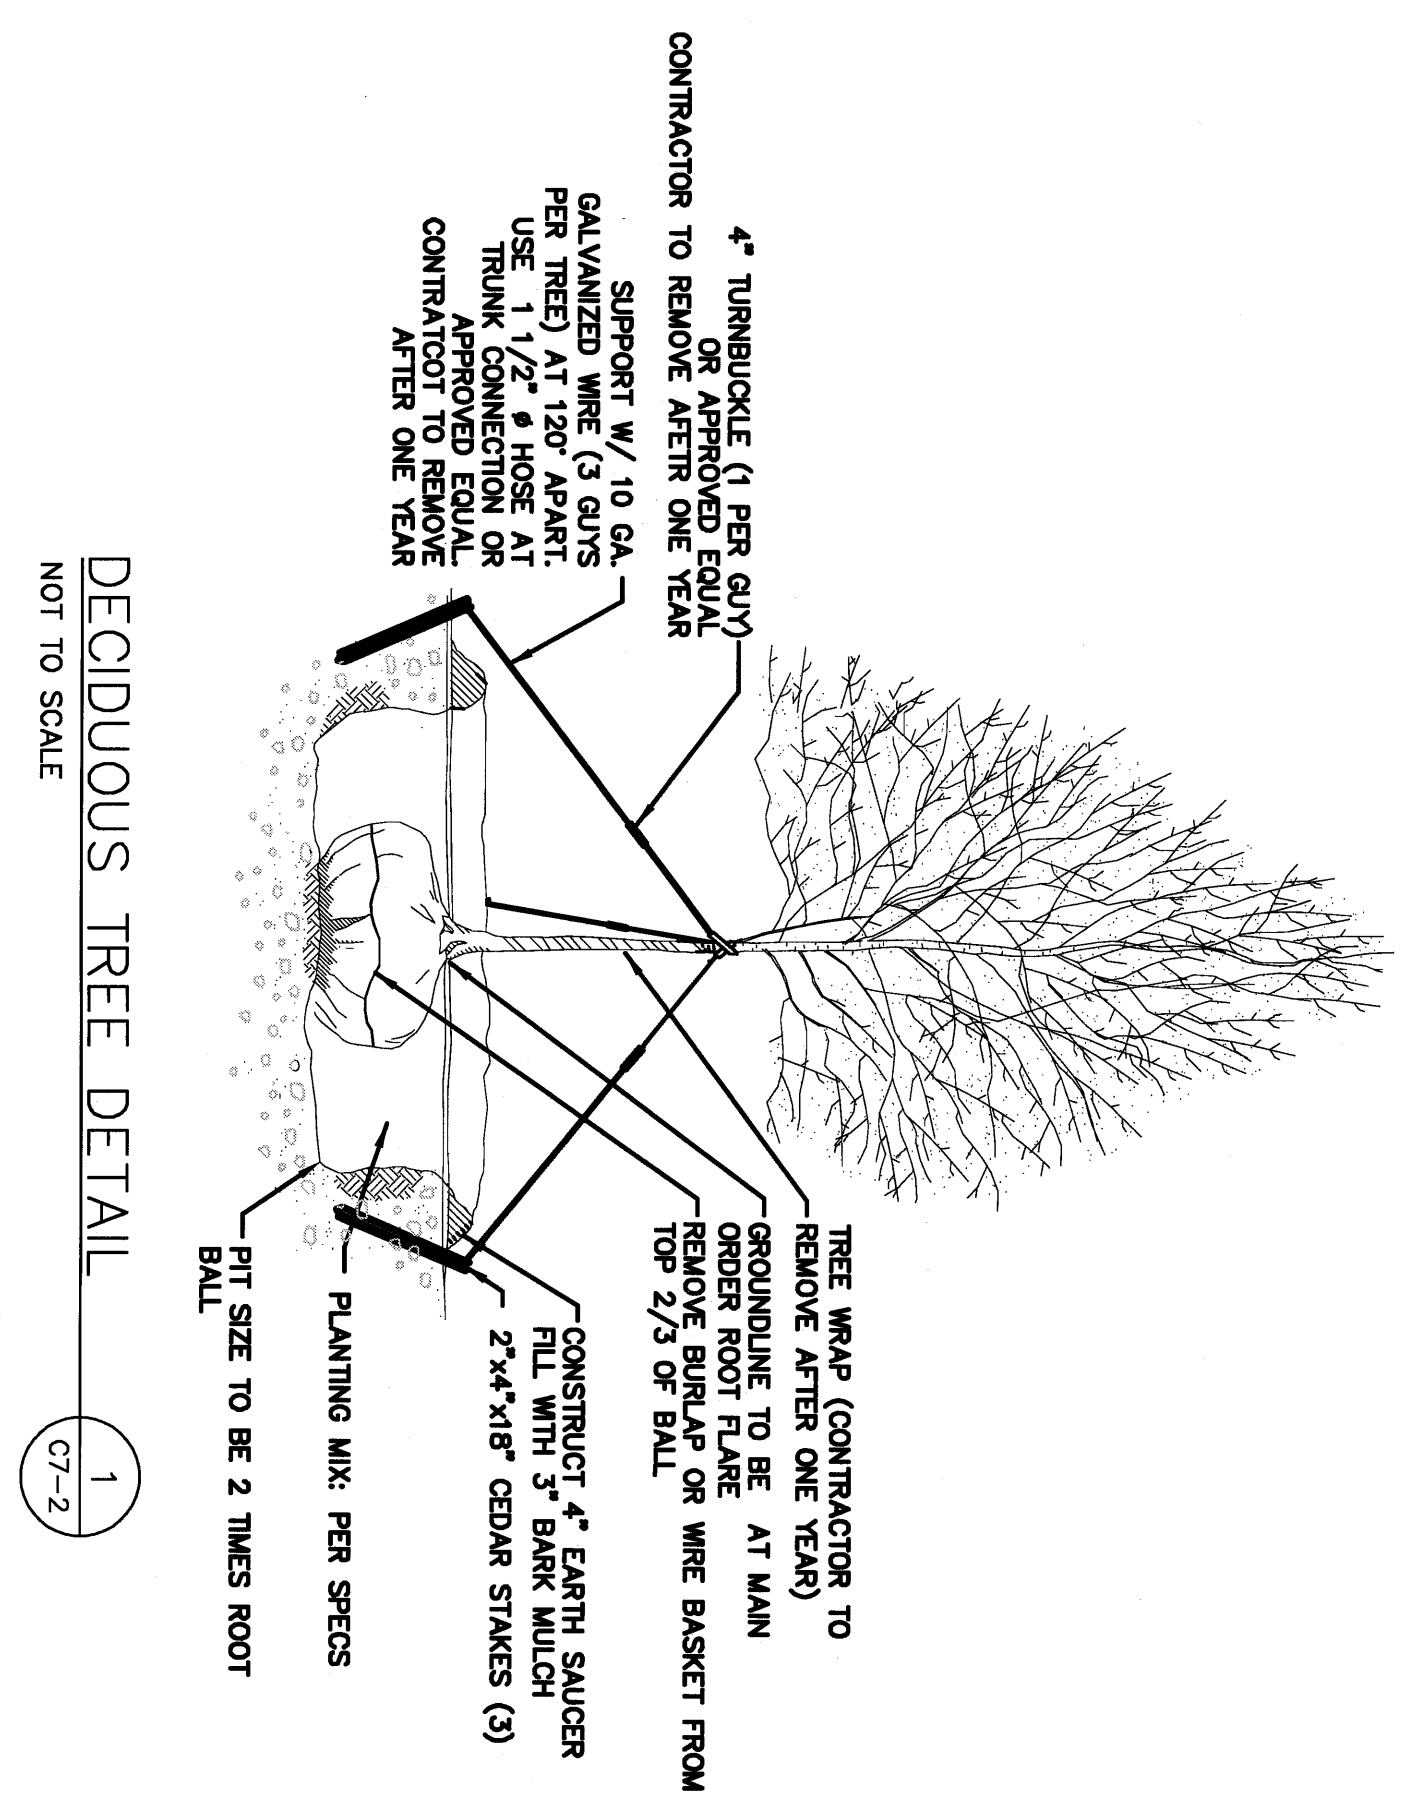 4" TURNBUCKLE (1 PER GUY)
OR APPROVED EQUAL
CONTRACTOR TO REMOVE AFETR ONE YEAR
SUPPORT W/ 10 GA.
GALVANIZED WIRE (3 GUYS
PER TREE) AT 120° APART.
USE 1 1/2" ø HOSE AT
TRUNK CONNECTION OR
APPROVED EQUAL.
CONTRATCOT TO REMOVE
AFTER ONE YEAR
TREE WRAP (CONTRACTOR TO
REMOVE AFTER ONE YEAR)
GROUNDLINE TO BE AT MAIN
ORDER ROOT FLARE
REMOVE BURLAP OR WIRE BASKET FROM
TOP 2/3 OF BALL
CONSTRUCT 4" EARTH SAUCER
FILL WITH 3" BARK MULCH
2"x4"x18" CEDAR STAKES (3)
PLANTING MIX: PER SPECS
PIT SIZE TO BE 2 TIMES ROOT
BALL
DECIDUOUS TREE DETAIL
NOT TO SCALE
1
C7-2